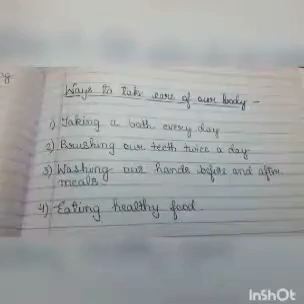 Ways to take care of our body -
1) Taking a bath every day
2) Brushing our teeth twice a day
3) Washing our hands before and after
meals.
4) Eating healthy food.
InShOt